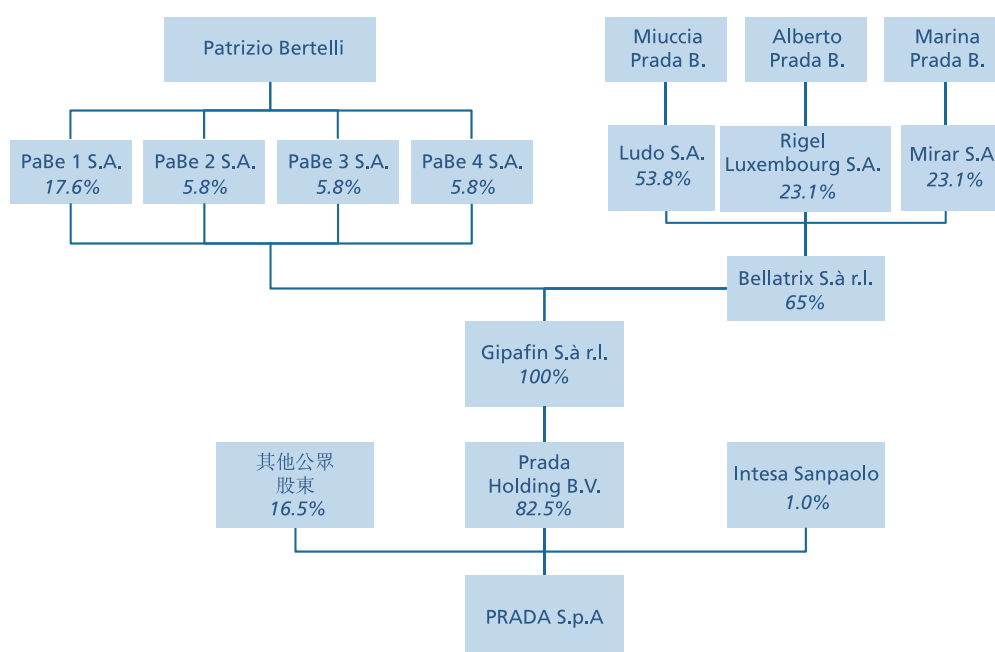 Patrizio Bertelli
Miuccia
Prada B.
Alberto
Prada B.
Marina
Prada B.
PaBe 1 S.A.
17.6%
PaBe 2 S.A.
5.8%
PaBe 3 S.A.
5.8%
PaBe 4 S.A.
5.8%
Ludo S.A.
53.8%
Rigel
Luxembourg S.A.
23.1%
Mirar S.A
23.1%
Bellatrix S.à r.l.
65%
Gipafin S.à r.l.
100%
其他公眾
股東
16.5%
Prada
Holding B.V.
82.5%
Intesa Sanpaolo
1.0%
PRADA S.p.A